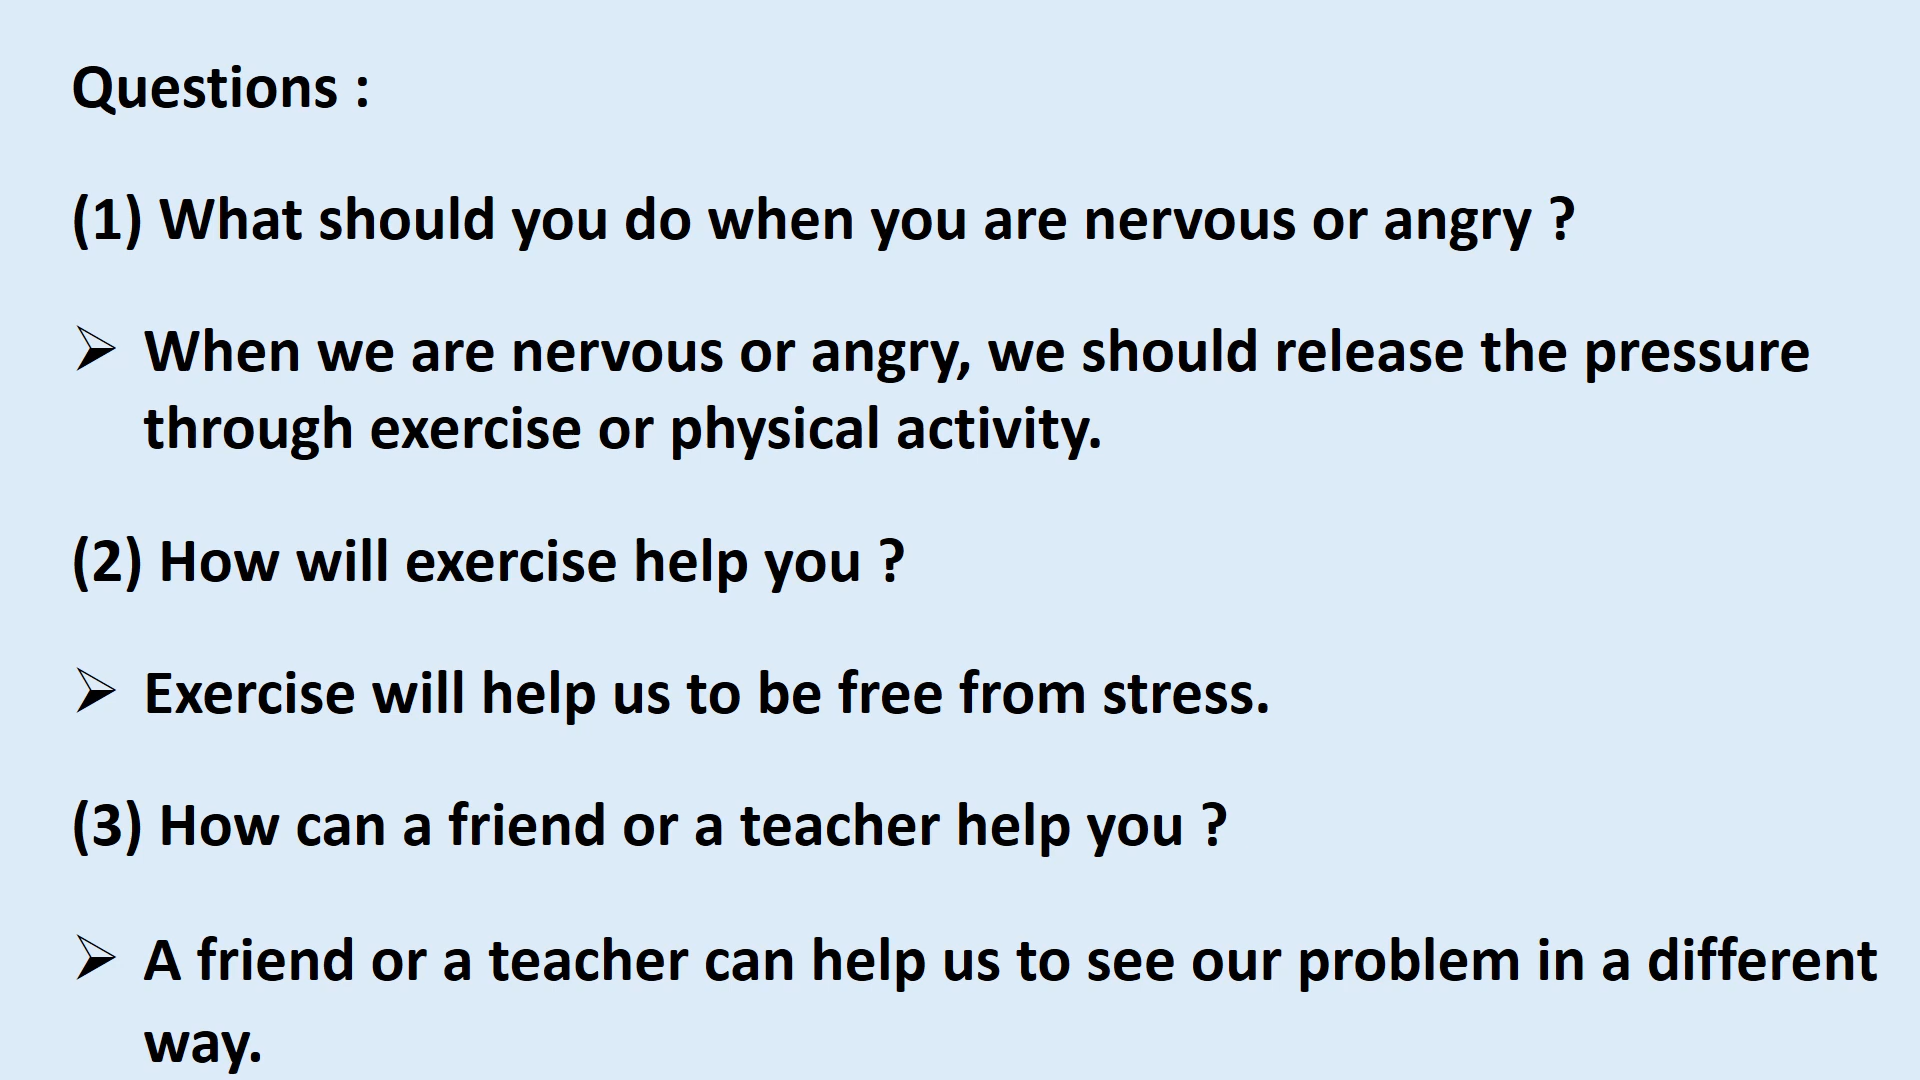 Questions :
(1) What should you do when you are nervous or angry ?
➢ When we are nervous or angry, we should release the pressure
through exercise or physical activity.
(2) How will exercise help you ?
➢ Exercise will help us to be free from stress.
(3) How can a friend or a teacher help you ?
➢ A friend or a teacher can help us to see our problem in a different
way.